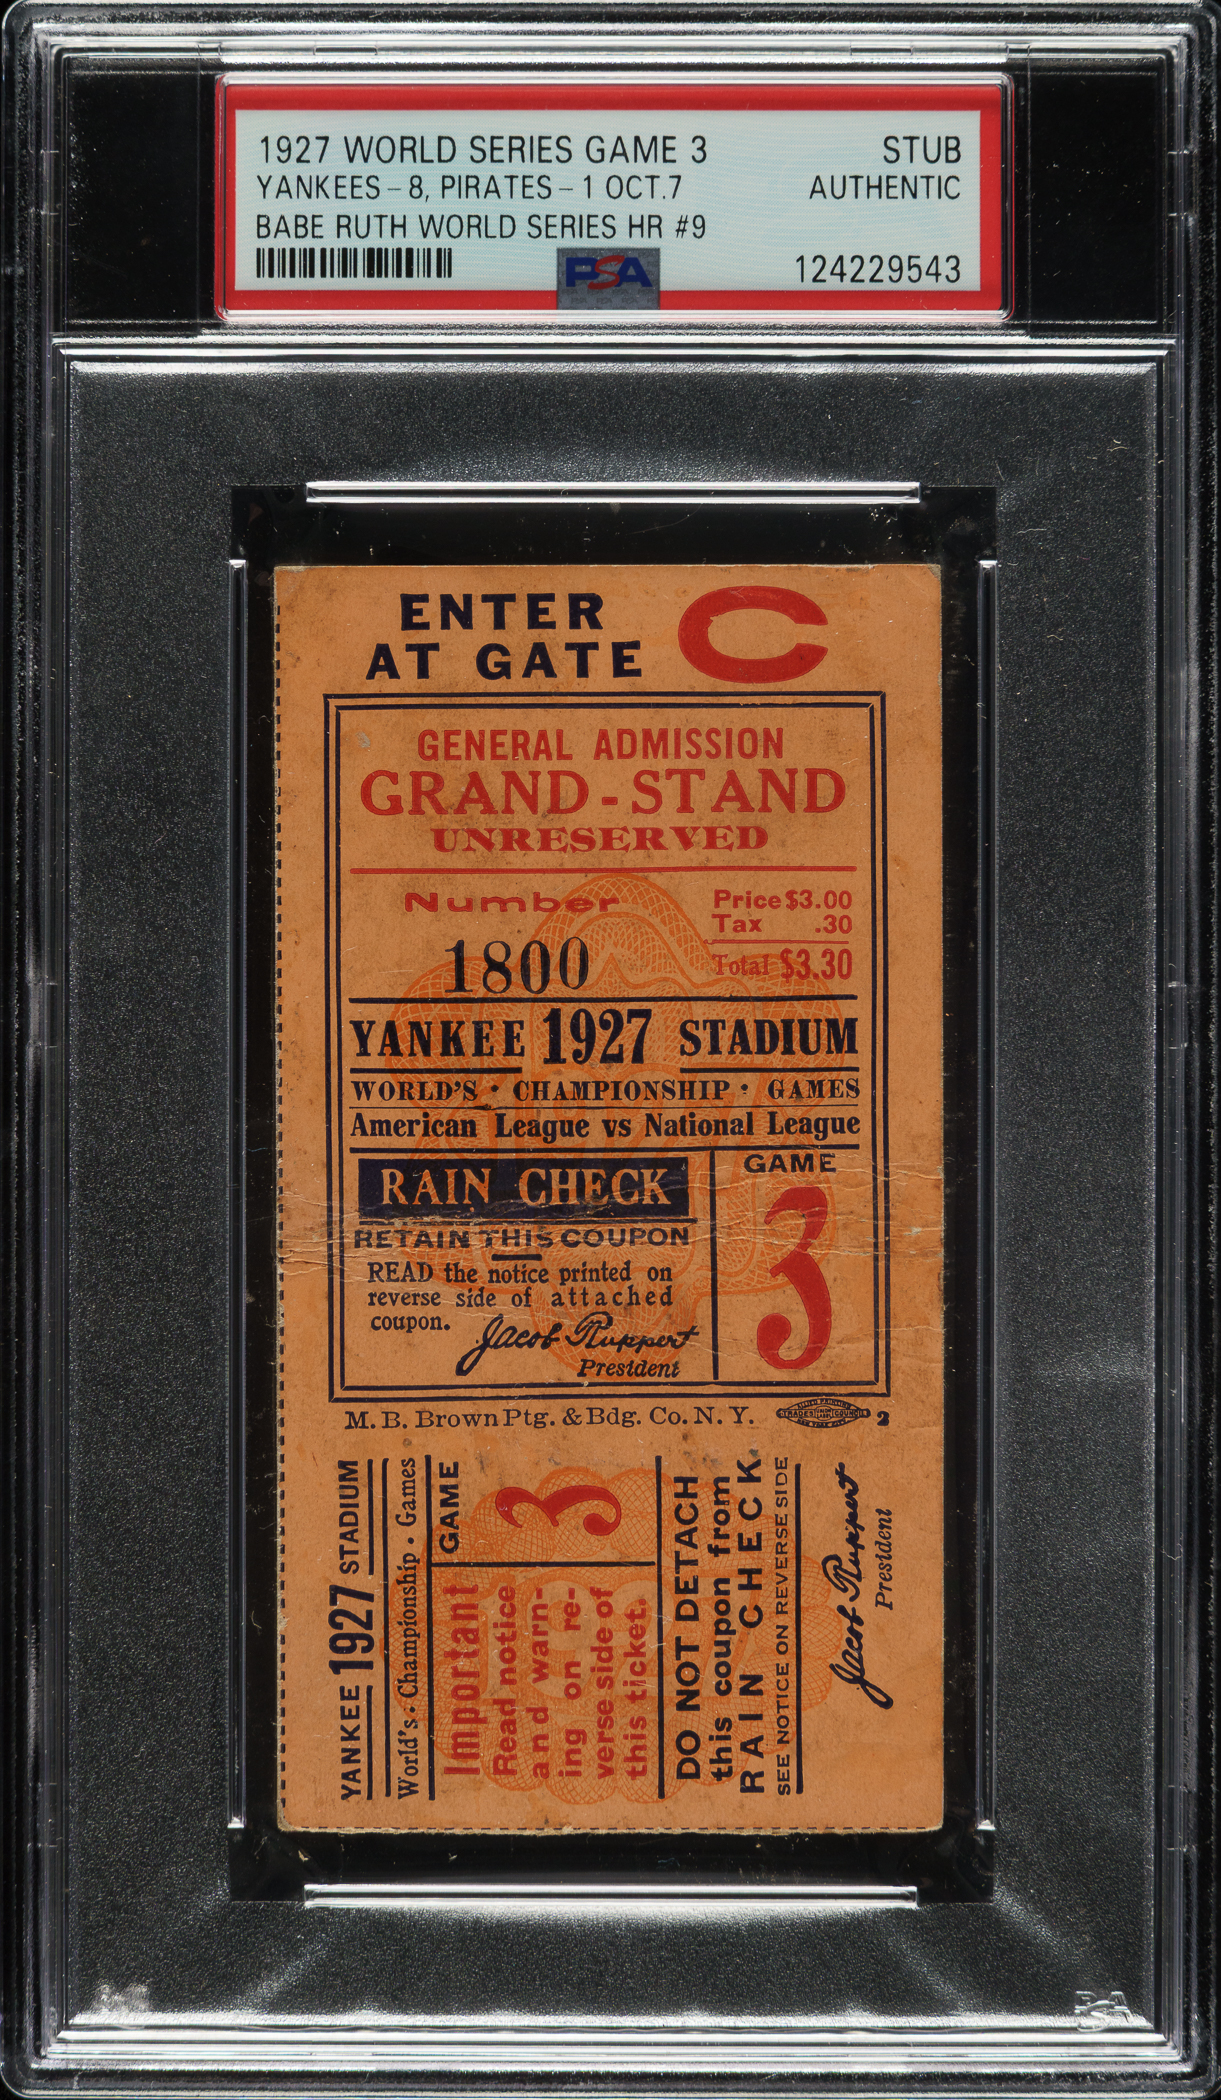 1927 WORLD SERIES GAME 3 STUB
YANKEES - 8, PIRATES - 1 OCT.7 AUTHENTIC
BABE RUTH WORLD SERIES HR #9
PSA 124229543
ENTER
AT GATE C
GENERAL ADMISSION
GRAND-STAND
UNRESERVED
Number
1800
Price $3.00
Tax .30
Total $3.30
YANKEE 1927 STADIUM
WORLD'S · CHAMPIONSHIP · GAMES
American League vs National League
RAIN CHECK
RETAIN THIS COUPON
READ the notice printed on
reverse side of attached
coupon.
Jacob Ruppert
President
GAME
3
M. B. Brown Ptg. & Bdg. Co. N. Y.
2
YANKEE 1927 STADIUM
World's · Championship · Games
GAME
3
Important
Read notice
and warn-
ing on re-
verse side of
this ticket.
DO NOT DETACH
this coupon from
RAIN CHECK.
SEE NOTICE ON REVERSE SIDE
Jacob Ruppert
President
PSA